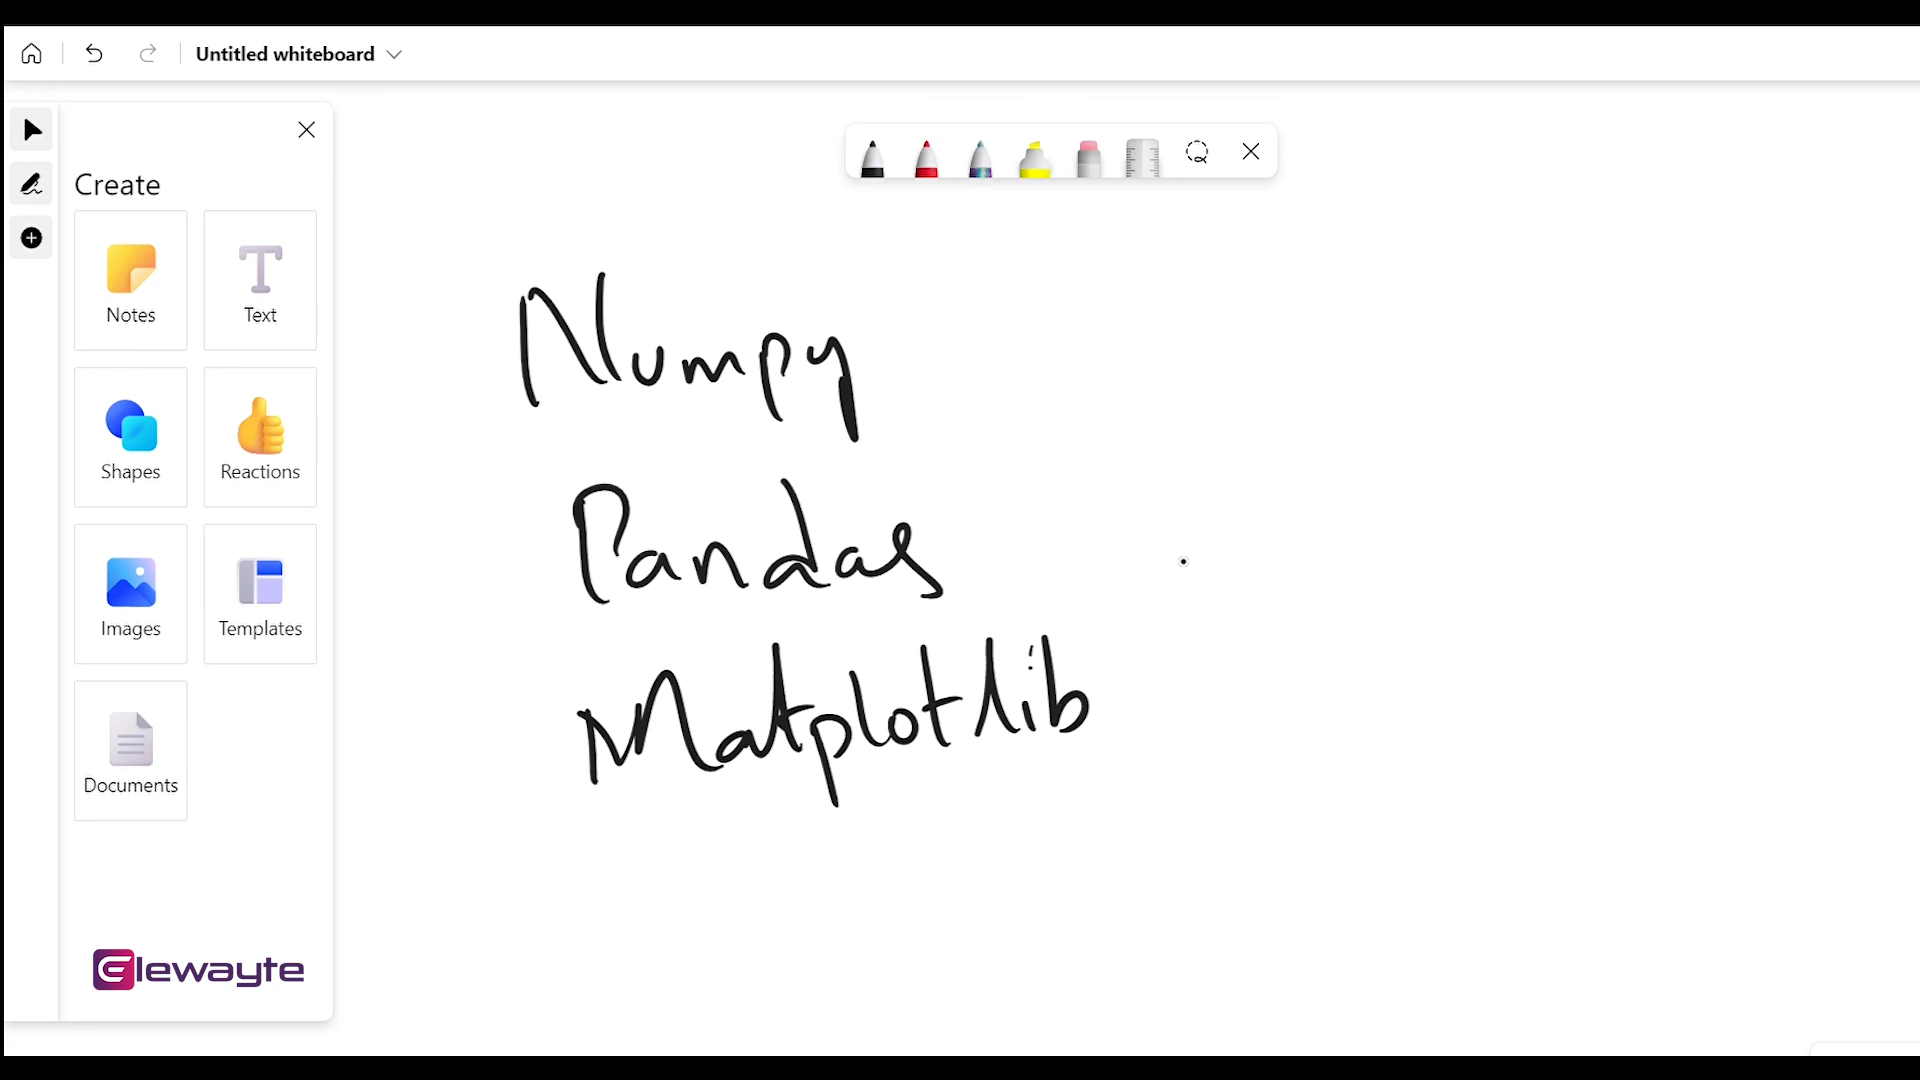 Untitled whiteboard
Create
Notes
Text
Shapes
Reactions
Images
Templates
Documents
Numpy
Pandas
Matplotlib
Glewayte